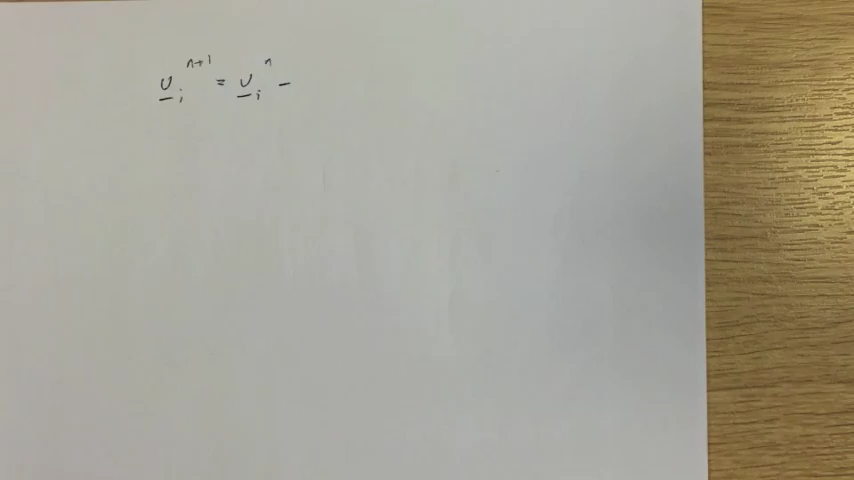 u_i^{n+1} = u_i^n -